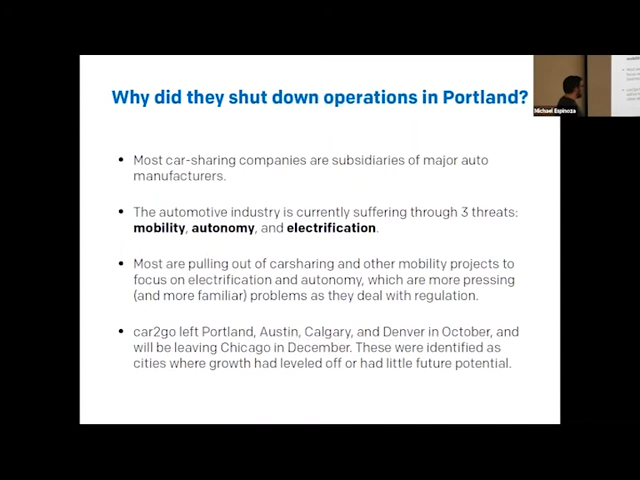 Why did they shut down operations in Portland?
Michael Espinoza
• Most car-sharing companies are subsidiaries of major auto
manufacturers.
• The automotive industry is currently suffering through 3 threats:
mobility, autonomy, and electrification.
• Most are pulling out of carsharing and other mobility projects to
focus on electrification and autonomy, which are more pressing
(and more familiar) problems as they deal with regulation.
• car2go left Portland, Austin, Calgary, and Denver in October, and
will be leaving Chicago in December. These were identified as
cities where growth had leveled off or had little future potential.